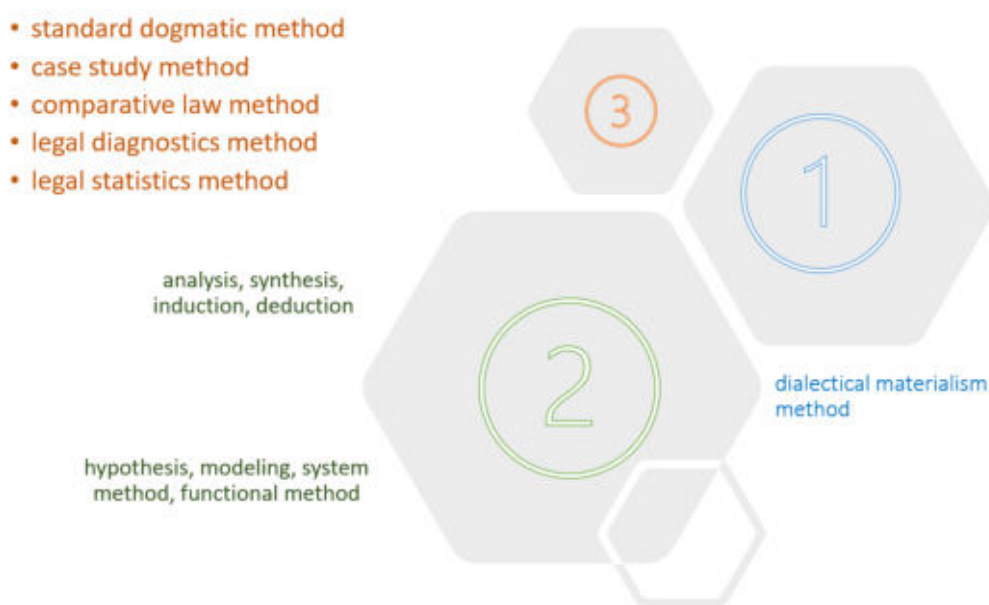 • standard dogmatic method
• case study method
• comparative law method
• legal diagnostics method
• legal statistics method
3
1
analysis, synthesis,
induction, deduction
2
dialectical materialism
method
hypothesis, modeling, system
method, functional method